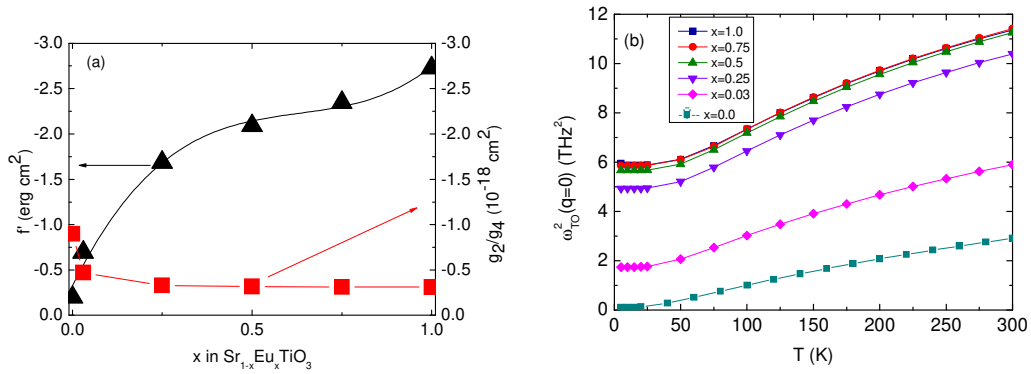 (a)
-3.0
-2.5
-2.0
-1.5
-1.0
-0.5
0.0
f' (erg cm²)
-3.0
-2.5
-2.0
-1.5
-1.0
-0.5
0.0
g₂/g₄ (10⁻¹⁸ cm²)
0.0 0.5 1.0
x in Sr₁₋ₓEuₓTiO₃
(b)
12
10
8
6
4
2
0
ω²_TO(q=0) (THz²)
x=1.0
x=0.75
x=0.5
x=0.25
x=0.03
x=0.0
0 50 100 150 200 250 300
T (K)